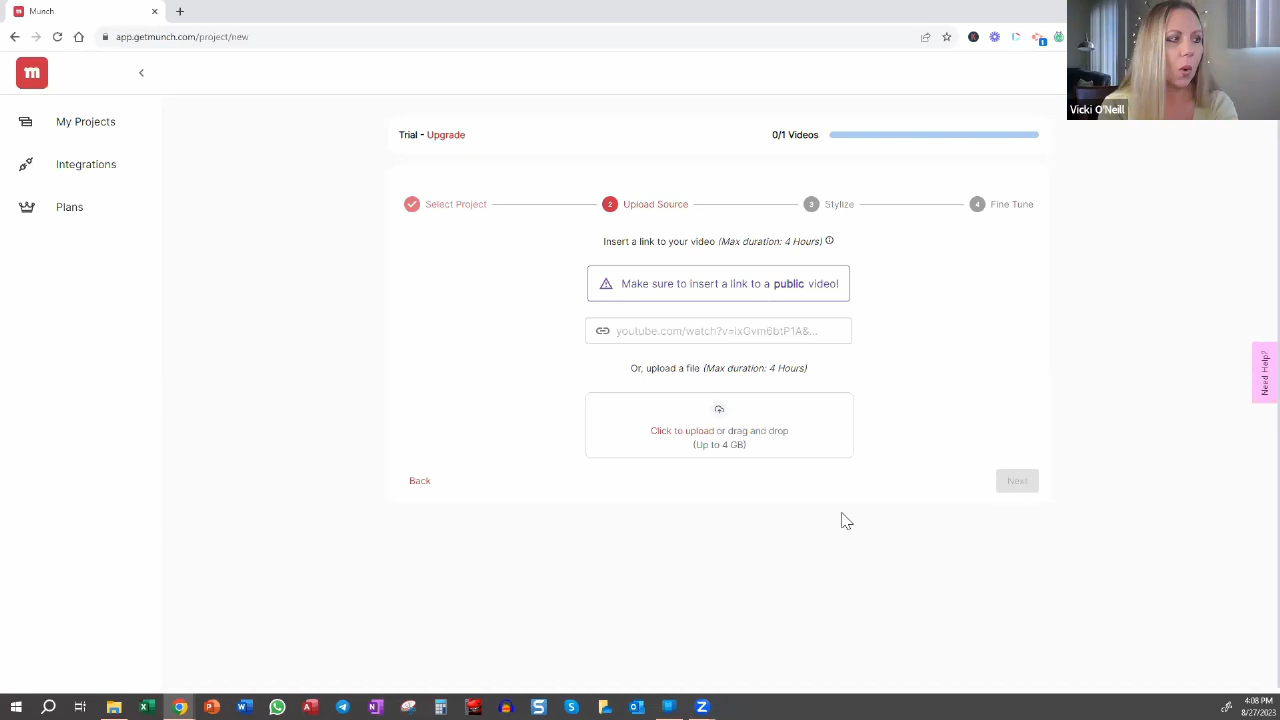 Munch
app.getmunch.com/project/new
Vicki O'Neill
m
My Projects
Integrations
Plans
Trial - Upgrade
0/1 Videos
Select Project
2 Upload Source
3 Stylize
4 Fine Tune
Insert a link to your video (Max duration: 4 Hours)
Make sure to insert a link to a public video!
youtube.com/watch?v=ixGvm6btP1A&...
Or, upload a file (Max duration: 4 Hours)
Click to upload or drag and drop
(Up to 4 GB)
Back
Next
Need Help?
4:08 PM
8/27/2023